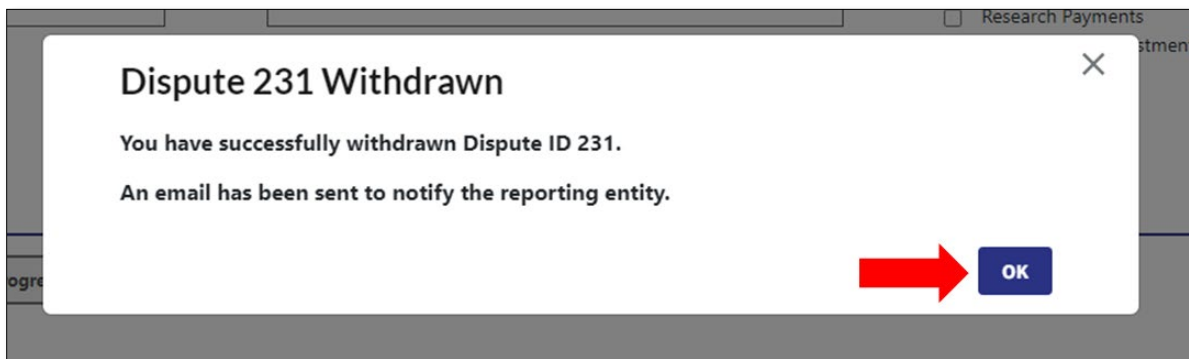 Research Payments
Dispute 231 Withdrawn
You have successfully withdrawn Dispute ID 231.
An email has been sent to notify the reporting entity.
OK